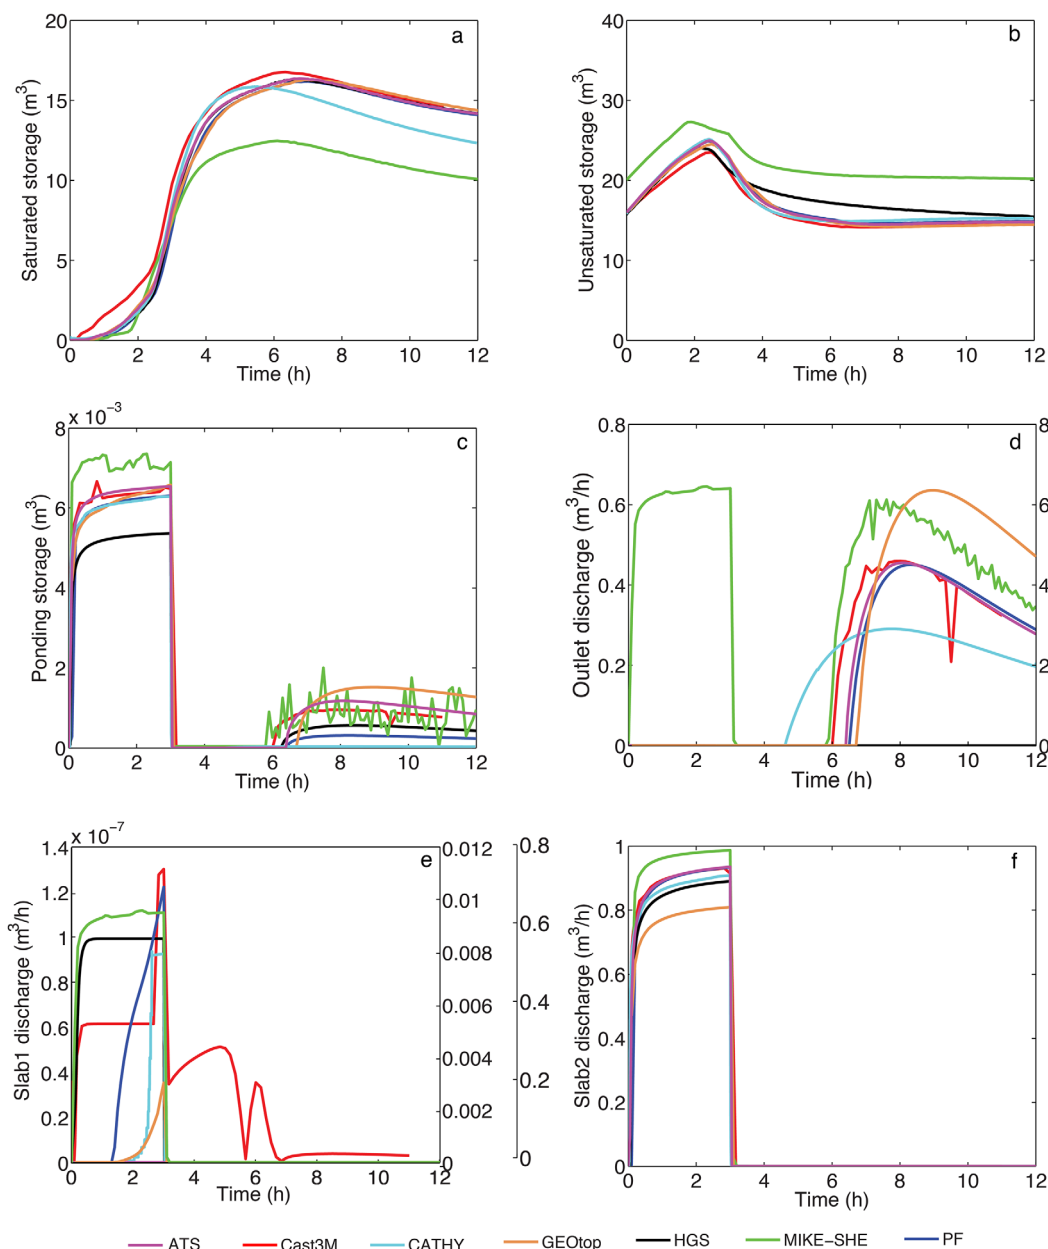 a
Saturated storage (m³)
20
15
10
5
0
0 2 4 6 8 10 12
Time (h)
b
Unsaturated storage (m³)
40
30
20
10
0
0 2 4 6 8 10 12
Time (h)
x 10⁻³
c
Ponding storage (m³)
8
6
4
2
0
0 2 4 6 8 10 12
Time (h)
d
Outlet discharge (m³/h)
0.8
0.6
0.4
0.2
0
8
6
4
2
0
0 2 4 6 8 10 12
Time (h)
x 10⁻⁷
e
Slab1 discharge (m³/h)
1.4
1.2
1
0.8
0.6
0.4
0.2
0
0.012
0.01
0.008
0.006
0.004
0.002
0
0.8
0.6
0.4
0.2
0
0 2 4 6 8 10 12
Time (h)
f
Slab2 discharge (m³/h)
1
0.8
0.6
0.4
0.2
0
0 2 4 6 8 10 12
Time (h)
ATS Cast3M CATHY GEOtop HGS MIKE-SHE PF